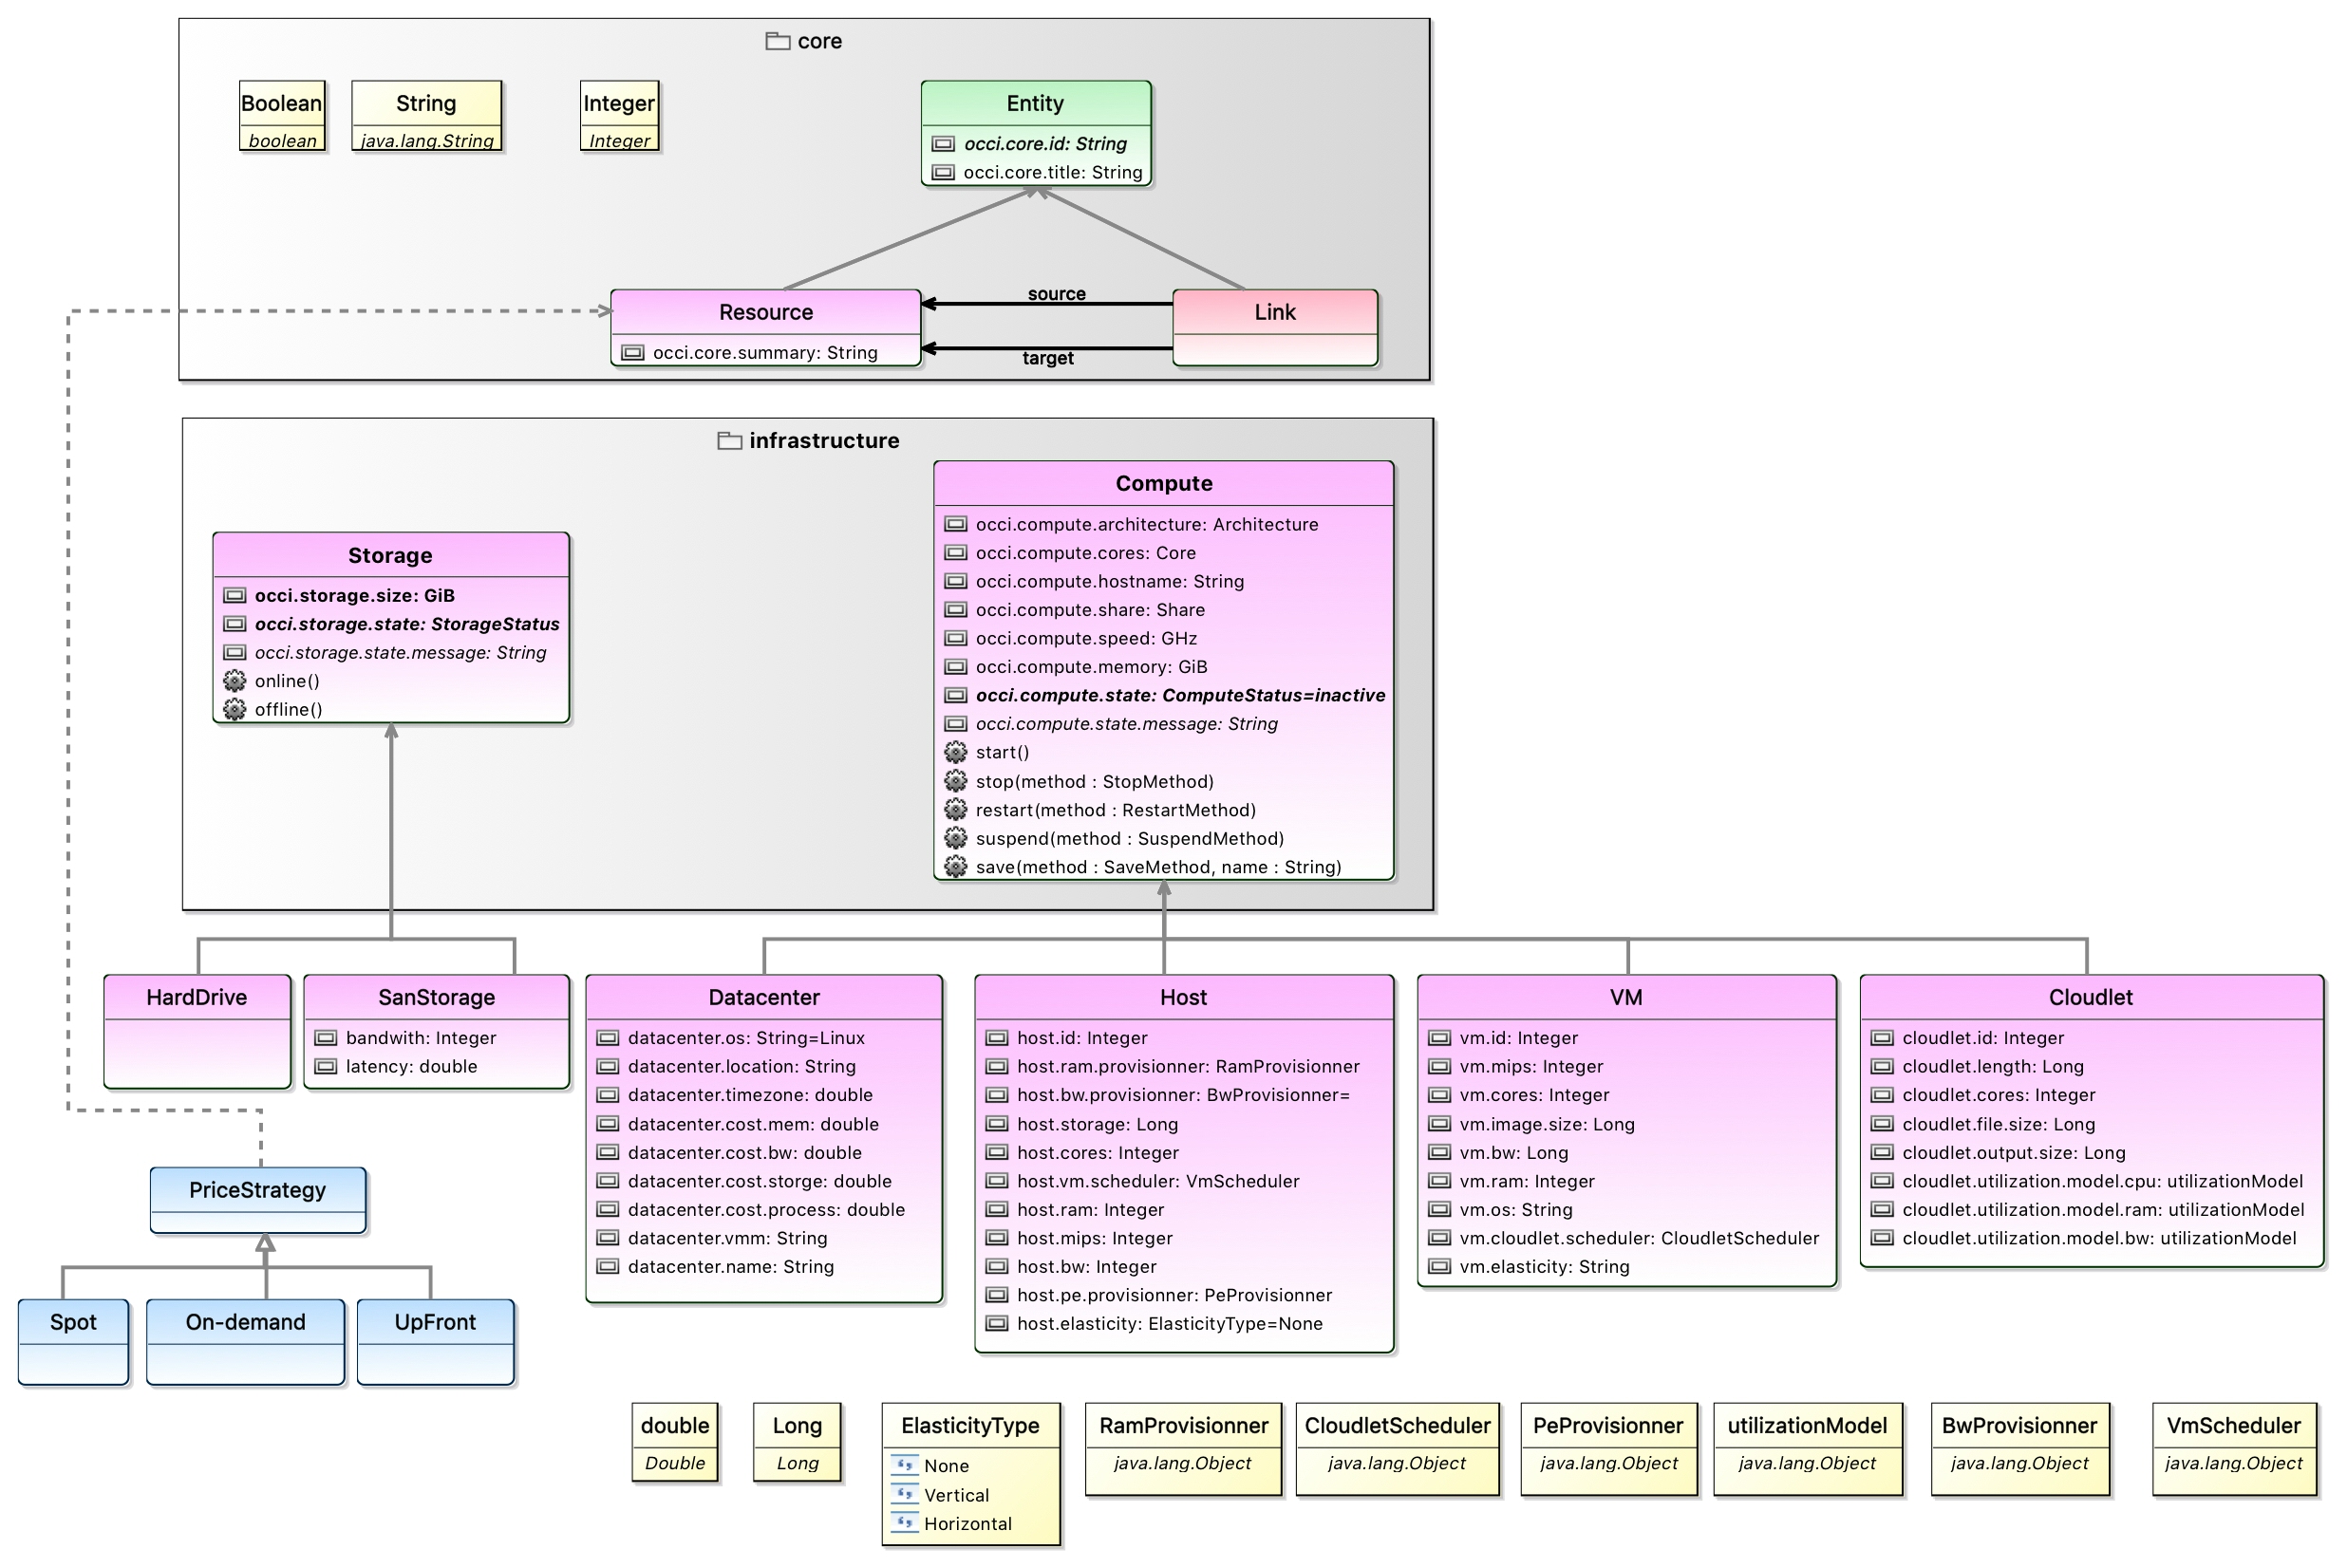 core
Boolean
boolean
String
java.lang.String
Integer
Integer
Entity
occi.core.id: String
occi.core.title: String
Resource
occi.core.summary: String
source
target
Link
infrastructure
Storage
occi.storage.size: GiB
occi.storage.state: StorageStatus
occi.storage.state.message: String
online()
offline()
Compute
occi.compute.architecture: Architecture
occi.compute.cores: Core
occi.compute.hostname: String
occi.compute.share: Share
occi.compute.speed: GHz
occi.compute.memory: GiB
occi.compute.state: ComputeStatus=inactive
occi.compute.state.message: String
start()
stop(method : StopMethod)
restart(method : RestartMethod)
suspend(method : SuspendMethod)
save(method : SaveMethod, name : String)
HardDrive
SanStorage
bandwith: Integer
latency: double
Datacenter
datacenter.os: String=Linux
datacenter.location: String
datacenter.timezone: double
datacenter.cost.mem: double
datacenter.cost.bw: double
datacenter.cost.storge: double
datacenter.cost.process: double
datacenter.vmm: String
datacenter.name: String
Host
host.id: Integer
host.ram.provisionner: RamProvisionner
host.bw.provisionner: BwProvisionner=
host.storage: Long
host.cores: Integer
host.vm.scheduler: VmScheduler
host.ram: Integer
host.mips: Integer
host.bw: Integer
host.pe.provisionner: PeProvisionner
host.elasticity: ElasticityType=None
VM
vm.id: Integer
vm.mips: Integer
vm.cores: Integer
vm.image.size: Long
vm.bw: Long
vm.ram: Integer
vm.os: String
vm.cloudlet.scheduler: CloudletScheduler
vm.elasticity: String
Cloudlet
cloudlet.id: Integer
cloudlet.length: Long
cloudlet.cores: Integer
cloudlet.file.size: Long
cloudlet.output.size: Long
cloudlet.utilization.model.cpu: utilizationModel
cloudlet.utilization.model.ram: utilizationModel
cloudlet.utilization.model.bw: utilizationModel
PriceStrategy
Spot
On-demand
UpFront
double
Double
Long
Long
ElasticityType
None
Vertical
Horizontal
RamProvisionner
java.lang.Object
CloudletScheduler
java.lang.Object
PeProvisionner
java.lang.Object
utilizationModel
java.lang.Object
BwProvisionner
java.lang.Object
VmScheduler
java.lang.Object